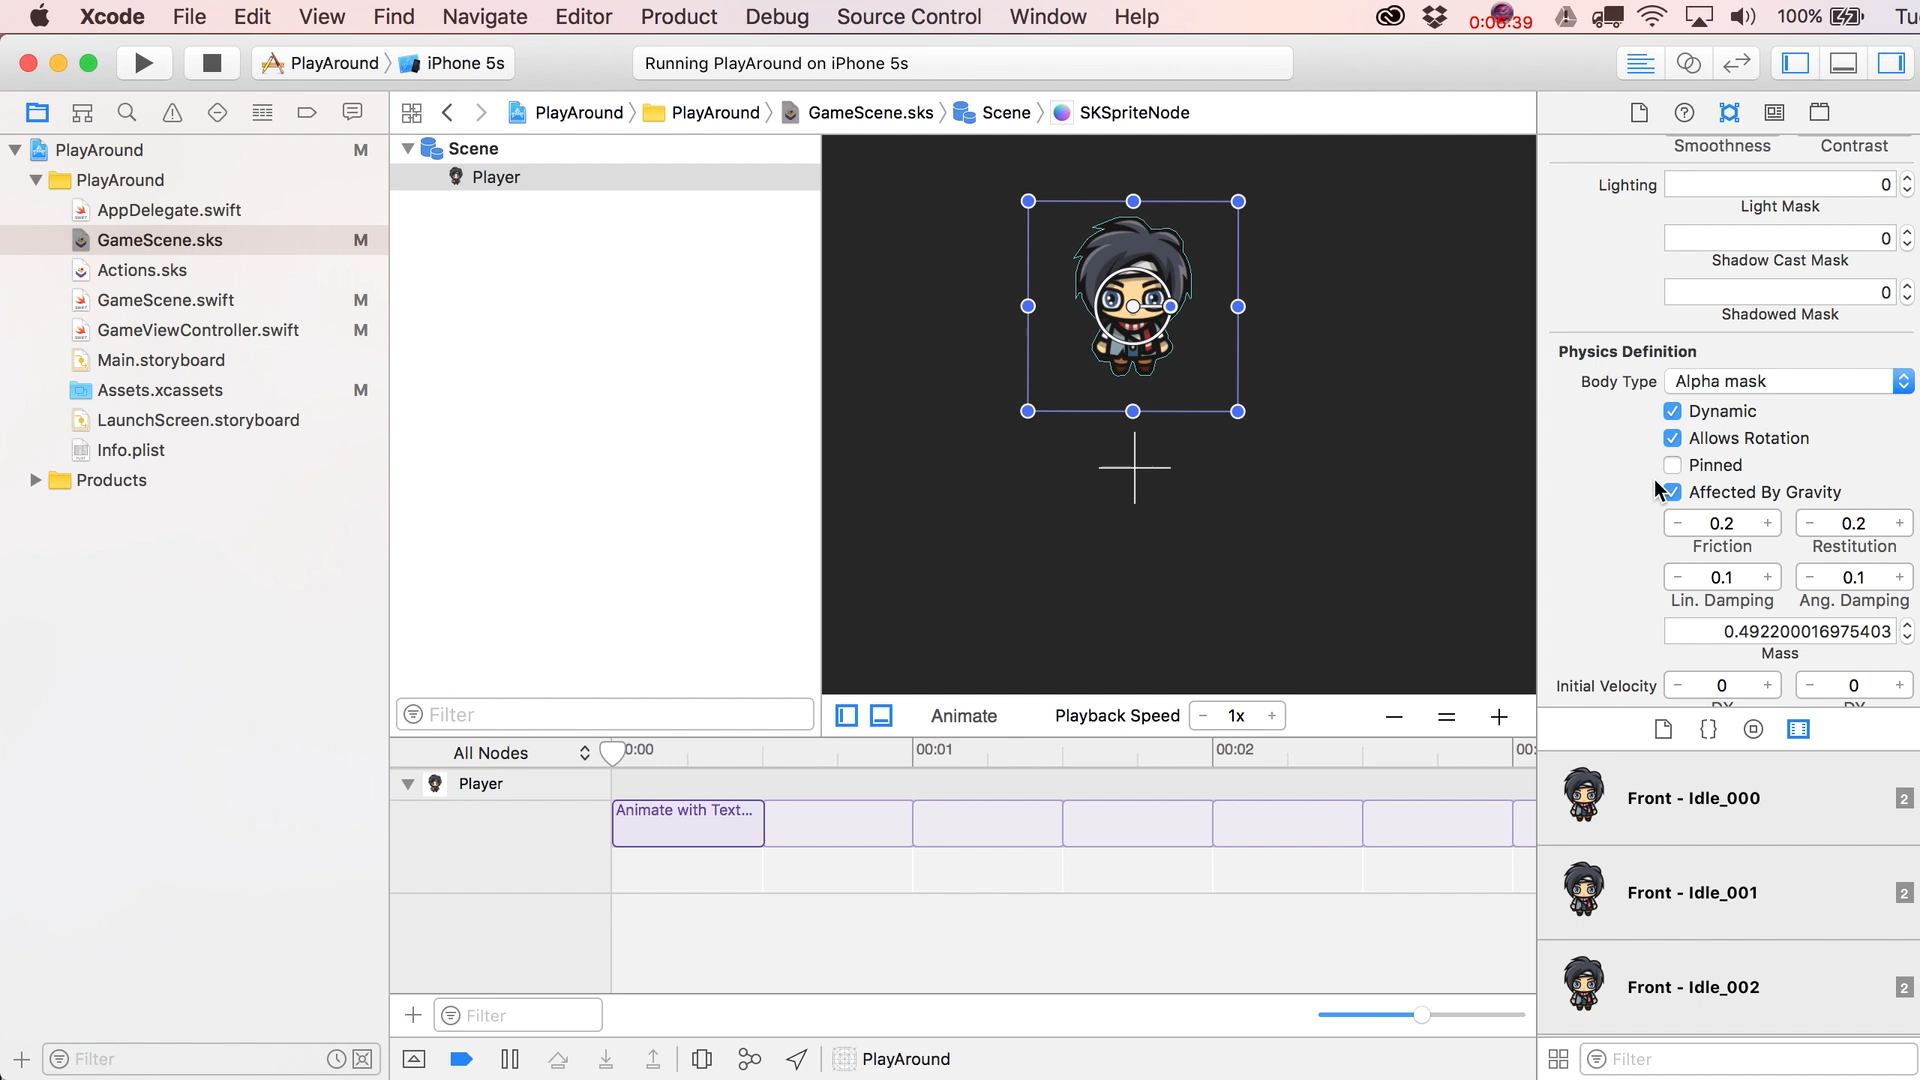 Xcode File Edit View Find Navigate Editor Product Debug Source Control Window Help 0:06:39 100% Tu
PlayAround iPhone 5s Running PlayAround on iPhone 5s
PlayAround PlayAround GameScene.sks Scene SKSpriteNode
PlayAround M
PlayAround
AppDelegate.swift
GameScene.sks M
Actions.sks
GameScene.swift M
GameViewController.swift M
Main.storyboard
Assets.xcassets M
LaunchScreen.storyboard
Info.plist
Products
Filter
Scene
Player
Filter
Animate Playback Speed 1x
All Nodes 0:00 00:01 00:02 00:
Player
Animate with Text...
Filter
PlayAround
Smoothness Contrast
Lighting 0
Light Mask
0
Shadow Cast Mask
0
Shadowed Mask
Physics Definition
Body Type Alpha mask
Dynamic
Allows Rotation
Pinned
Affected By Gravity
0.2 0.2
Friction Restitution
0.1 0.1
Lin. Damping Ang. Damping
0.492200016975403
Mass
Initial Velocity 0 0
Front - Idle_000 2
Front - Idle_001 2
Front - Idle_002 2
Filter